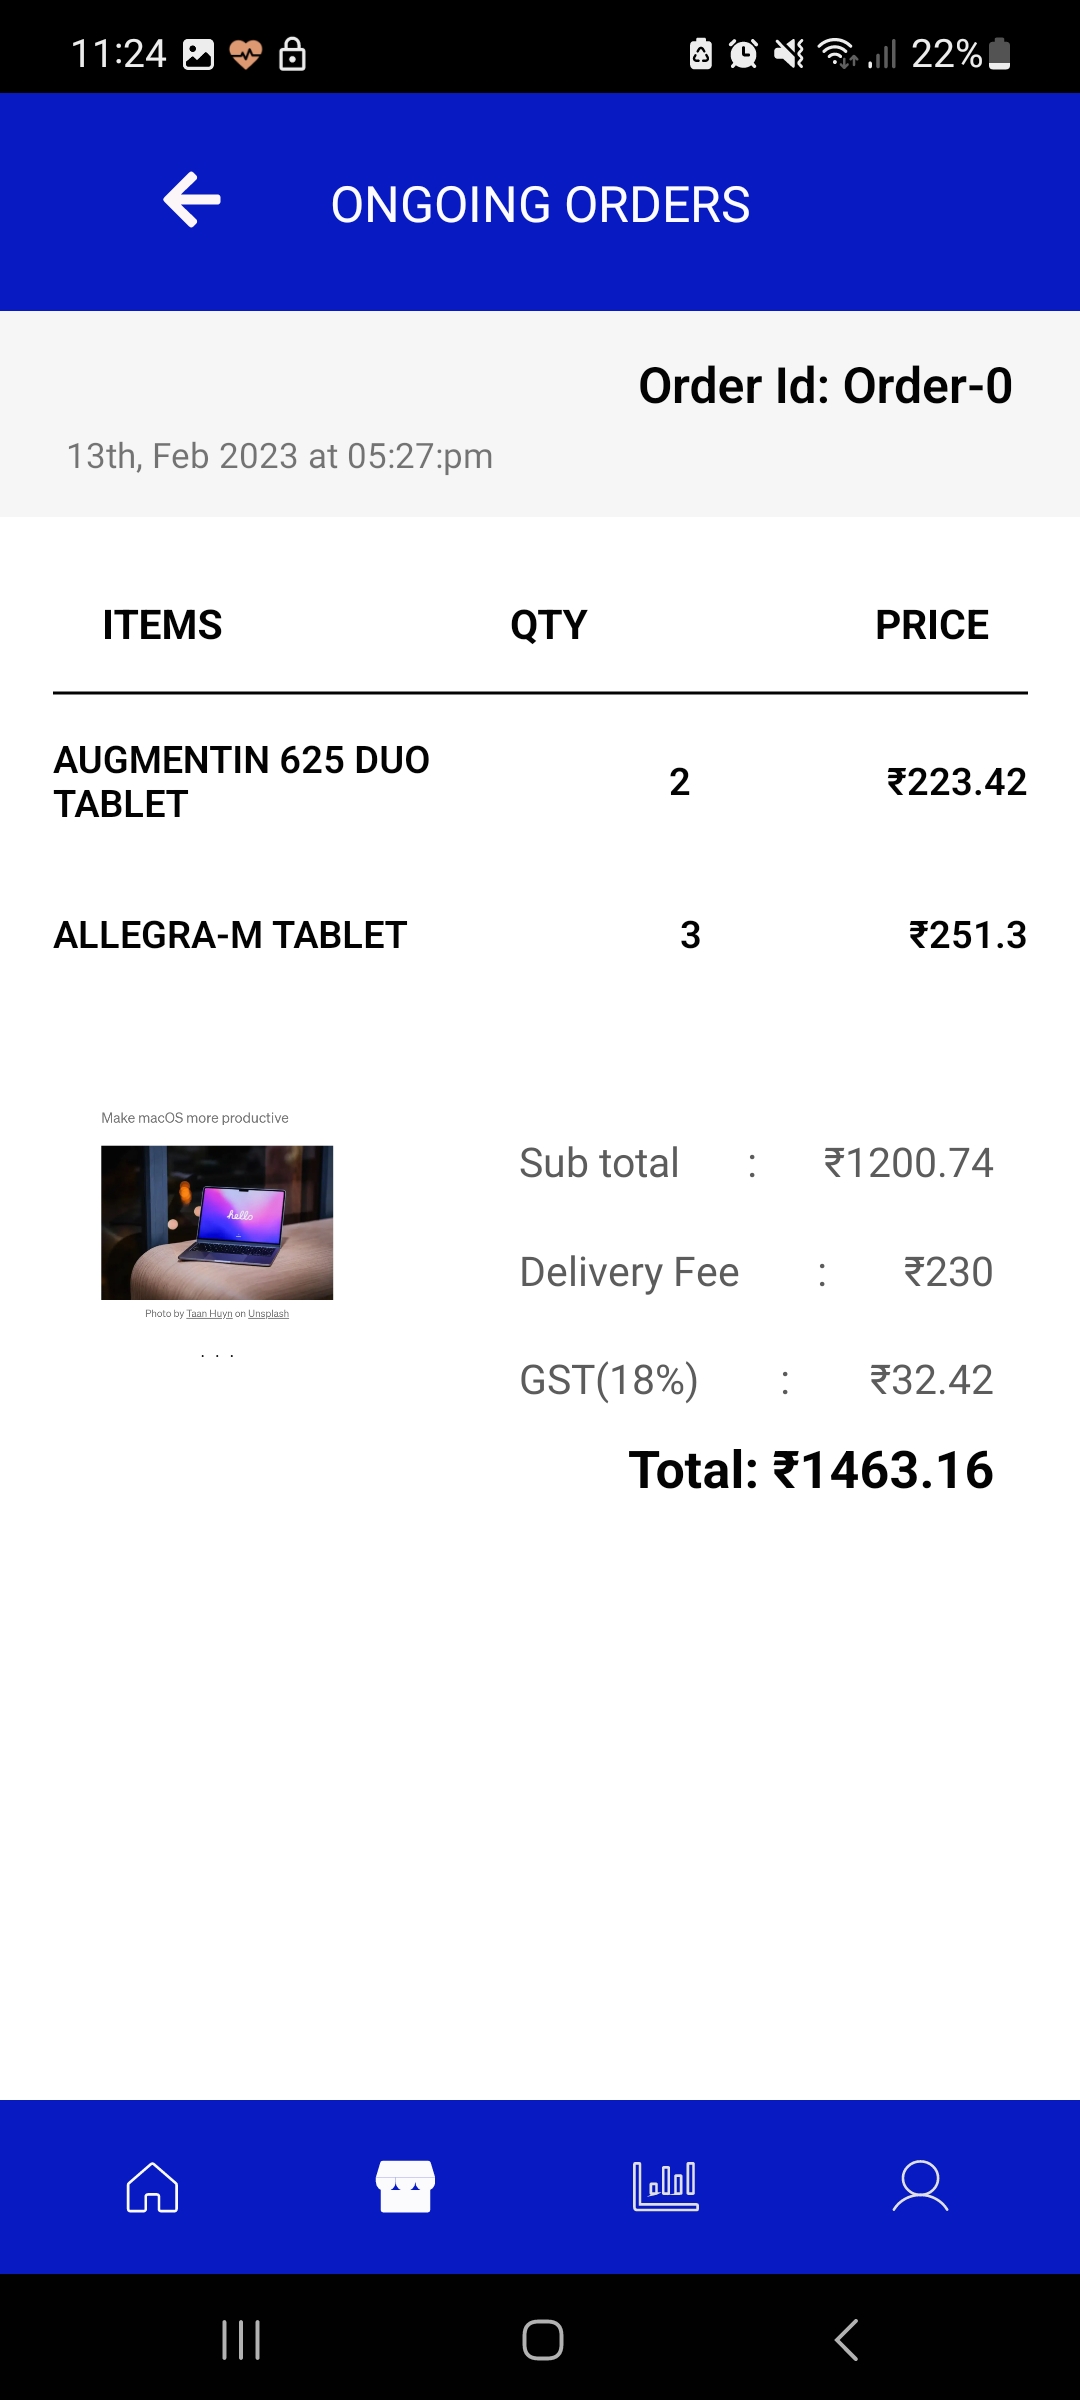 11:24
22%
ONGOING ORDERS
Order Id: Order-0
13th, Feb 2023 at 05:27:pm
ITEMS QTY PRICE
AUGMENTIN 625 DUO
TABLET
2 ₹223.42
ALLEGRA-M TABLET 3 ₹251.3
Make macOS more productive
hello
Photo by Taan Huyn on Unsplash
. . .
Sub total : ₹1200.74
Delivery Fee : ₹230
GST(18%) : ₹32.42
Total: ₹1463.16